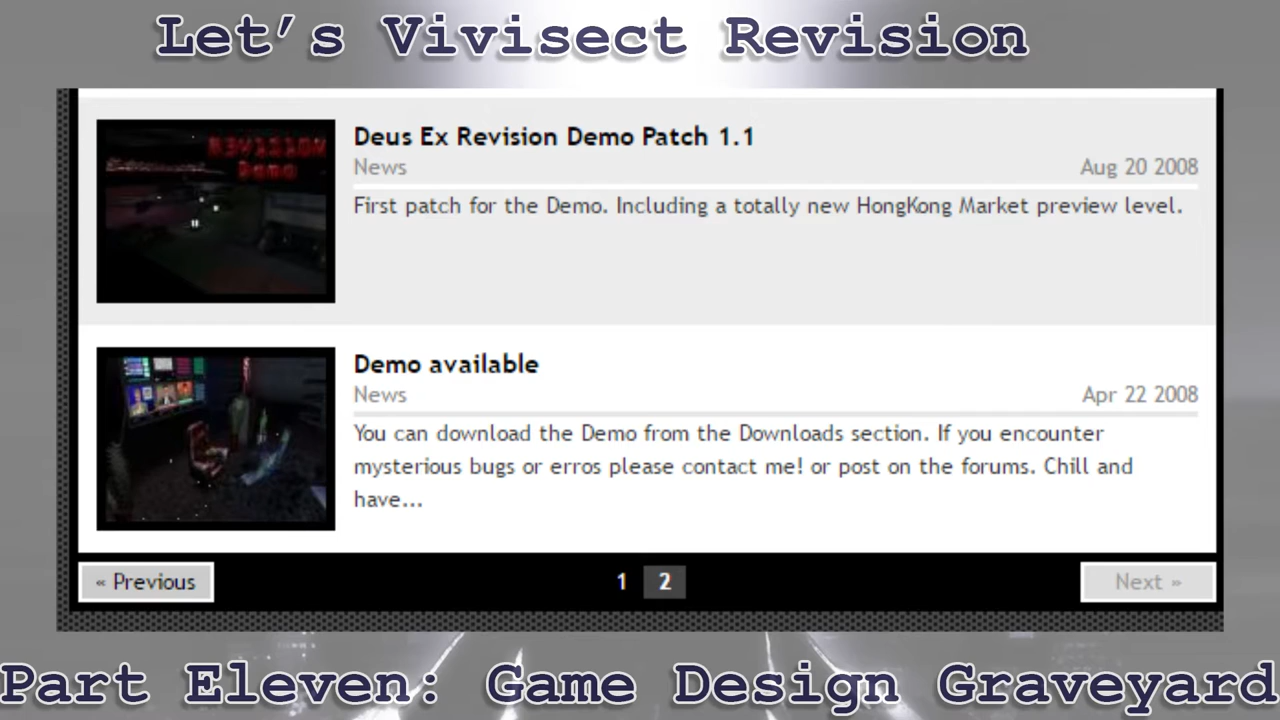 Let's Vivisect Revision
REVISION
Demo
Deus Ex Revision Demo Patch 1.1
News
Aug 20 2008
First patch for the Demo. Including a totally new HongKong Market preview level.
Demo available
News
Apr 22 2008
You can download the Demo from the Downloads section. If you encounter
mysterious bugs or erros please contact me! or post on the forums. Chill and
have...
« Previous
1
2
Next »
Part Eleven: Game Design Graveyard